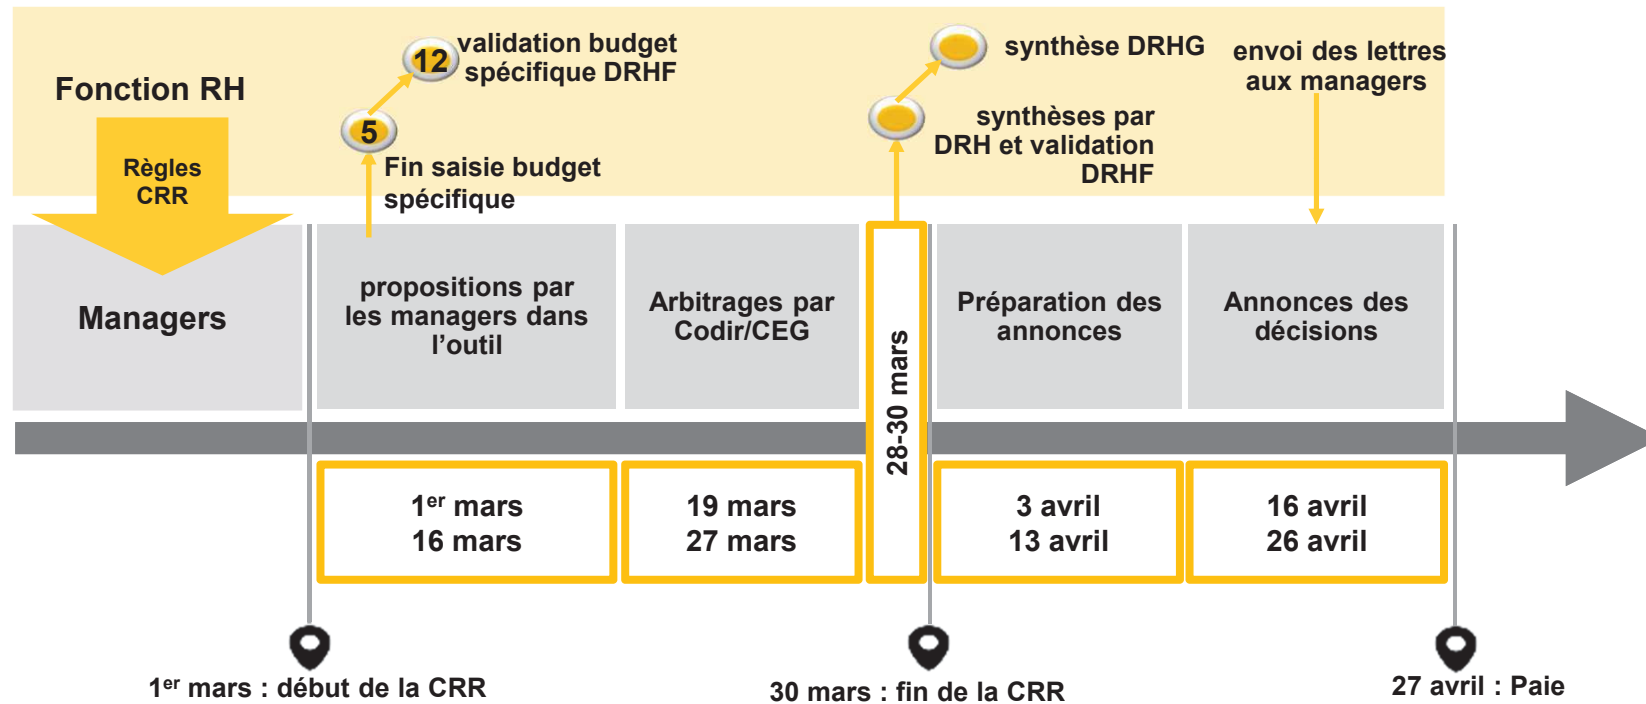 Fonction RH
Règles
CRR
12
validation budget
spécifique DRHF
5
Fin saisie budget
spécifique
synthèse DRHG
synthèses par
DRH et validation
DRHF
envoi des lettres
aux managers
Managers
propositions par
les managers dans
l’outil
Arbitrages par
Codir/CEG
28-30 mars
Préparation des
annonces
Annonces des
décisions
1er mars
16 mars
19 mars
27 mars
3 avril
13 avril
16 avril
26 avril
1er mars : début de la CRR
30 mars : fin de la CRR
27 avril : Paie